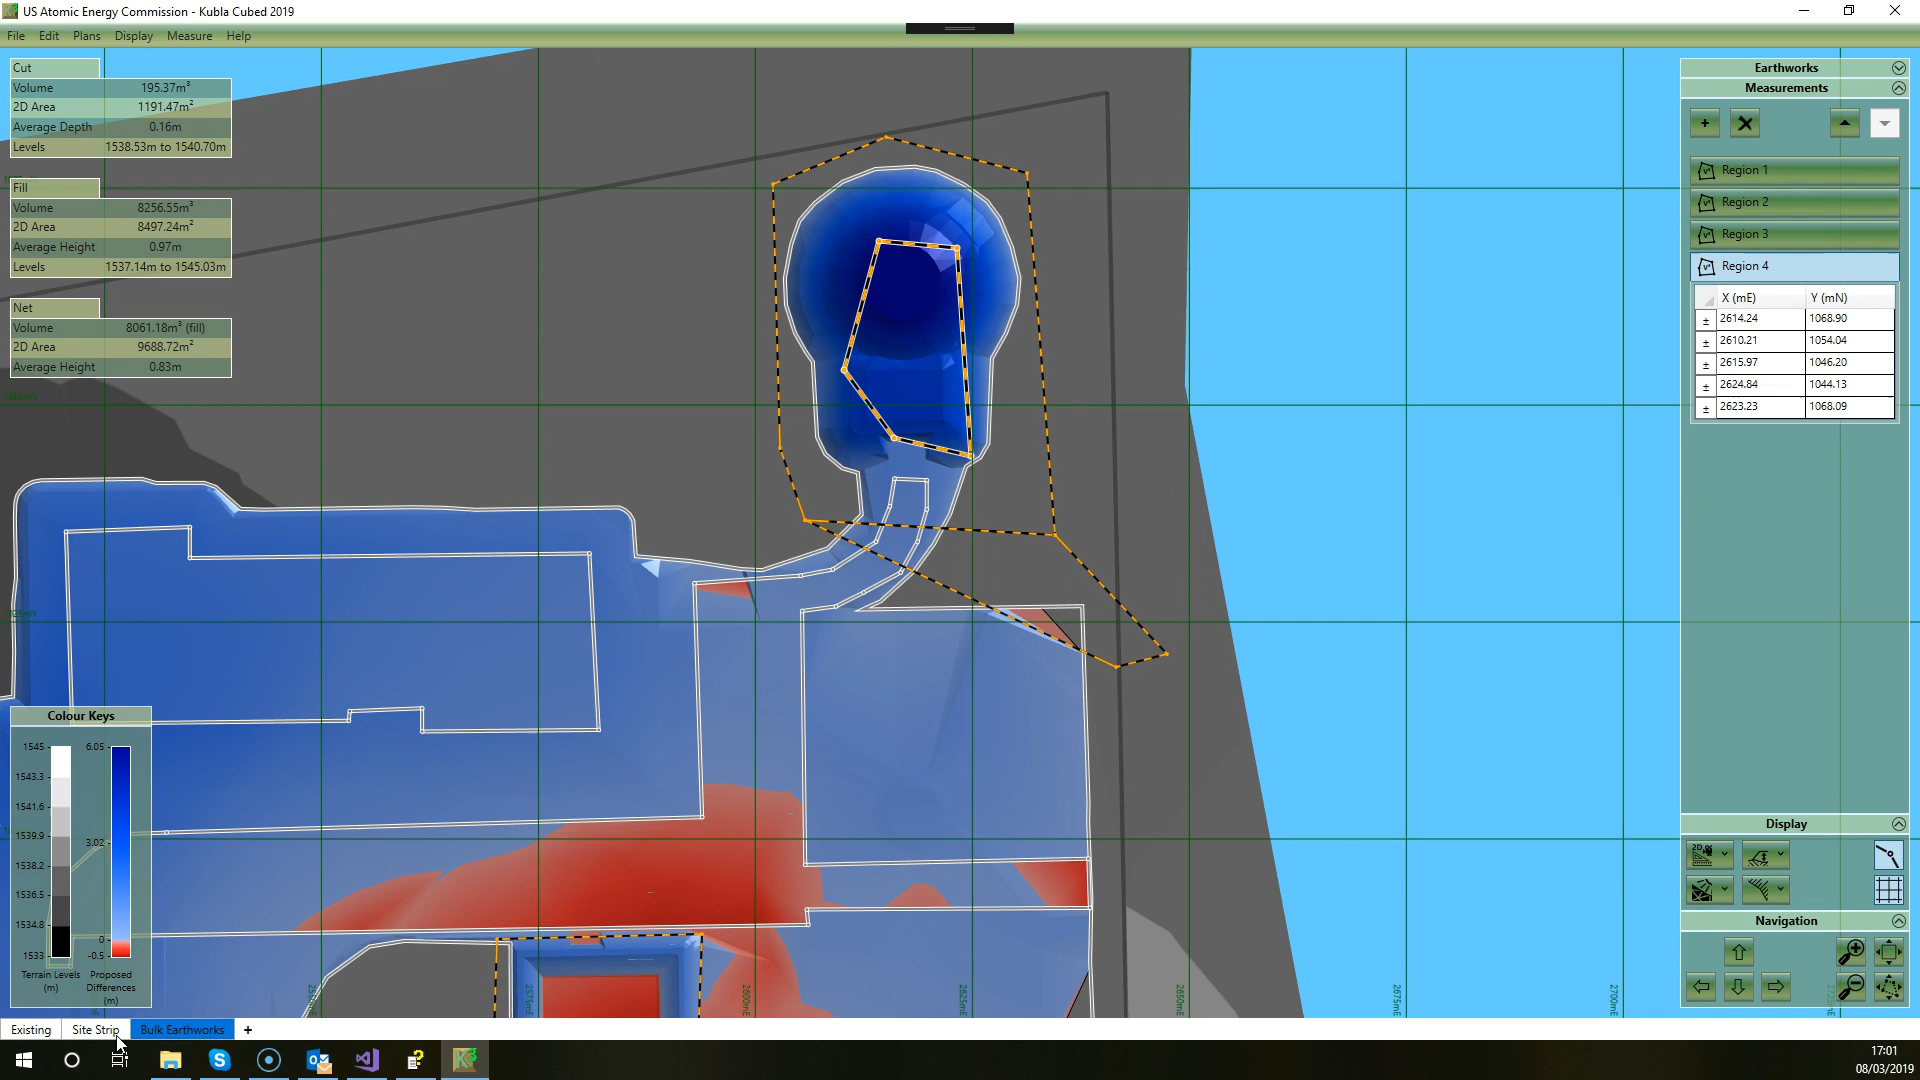 US Atomic Energy Commission - Kubla Cubed 2019
File Edit Plans Display Measure Help
Cut
Volume 195.37m³
2D Area 1191.47m²
Average Depth 0.16m
Levels 1538.53m to 1540.70m
Fill
Volume 8256.55m³
2D Area 8497.24m²
Average Height 0.97m
Levels 1537.14m to 1545.03m
Net
Volume 8061.18m³ (fill)
2D Area 9688.72m²
Average Height 0.83m
Earthworks
Measurements
Region 1
Region 2
Region 3
Region 4
X (mE) Y (mN)
2614.24 1068.90
2610.21 1054.04
2615.97 1046.20
2624.84 1044.13
2623.23 1068.09
Colour Keys
1545 6.05
1543.3
1541.6
1539.9 3.02
1538.2
1536.5
1534.8 0
1533 -0.5
Terrain Levels (m)
Proposed Differences (m)
2575mE
2600mE
2625mE
2650mE
2675mE
2700mE
Display
2D
Navigation
Existing Site Strip Bulk Earthworks +
17:01
08/03/2019